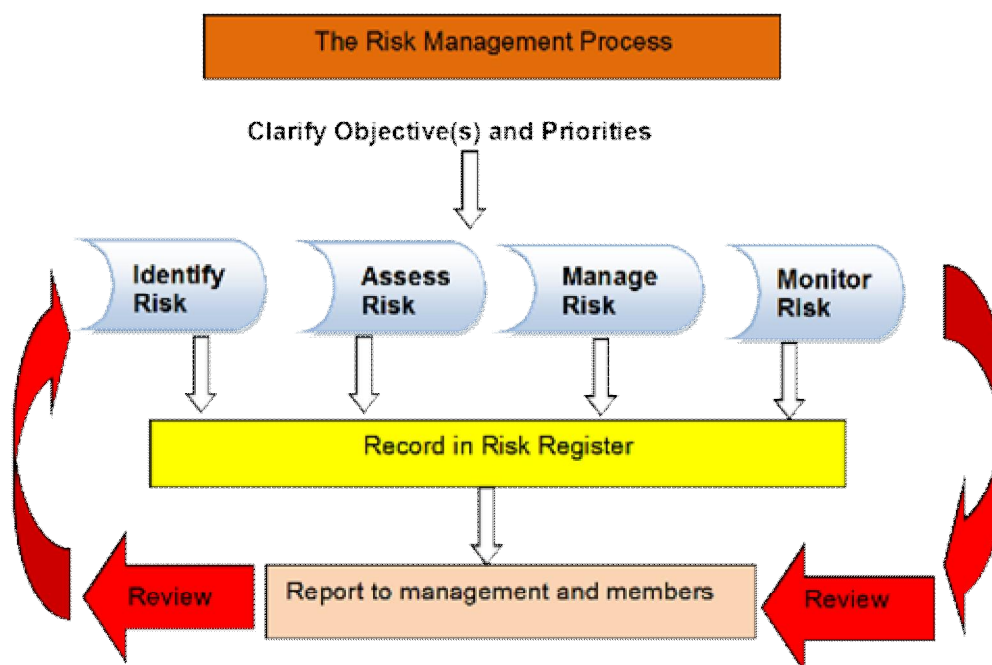 The Risk Management Process
Clarify Objective(s) and Priorities
Identify
Risk
Assess
Risk
Manage
Risk
Monitor
Risk
Record in Risk Register
Report to management and members
Review
Review